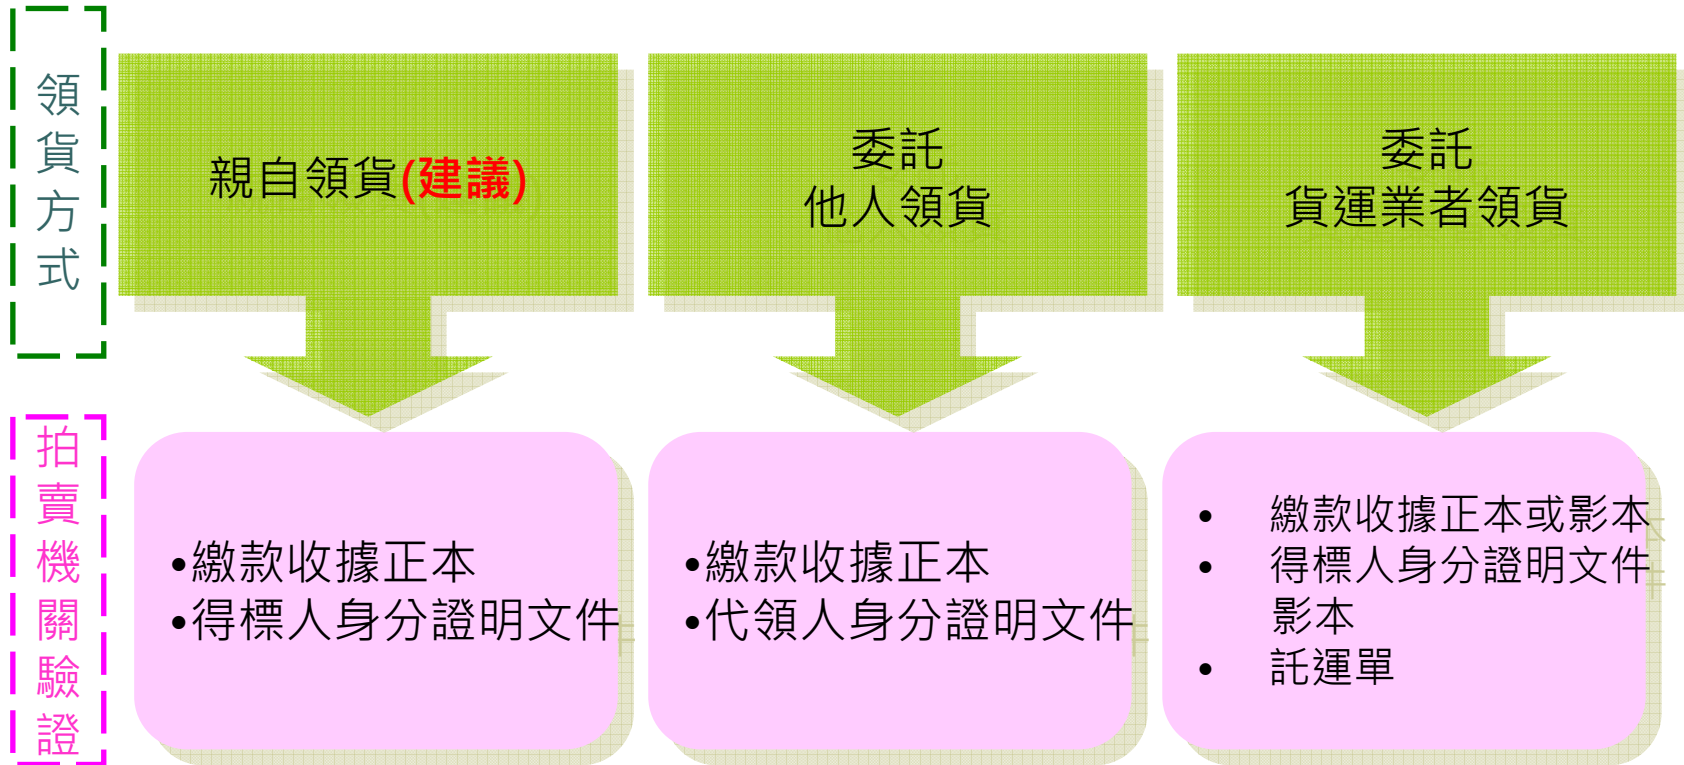 領貨方式
親自領貨(建議)
委託
他人領貨
委託
貨運業者領貨
拍賣機關驗證
•繳款收據正本
•得標人身分證明文件
•繳款收據正本
•代領人身分證明文件
• 繳款收據正本或影本
• 得標人身分證明文件
影本
• 託運單